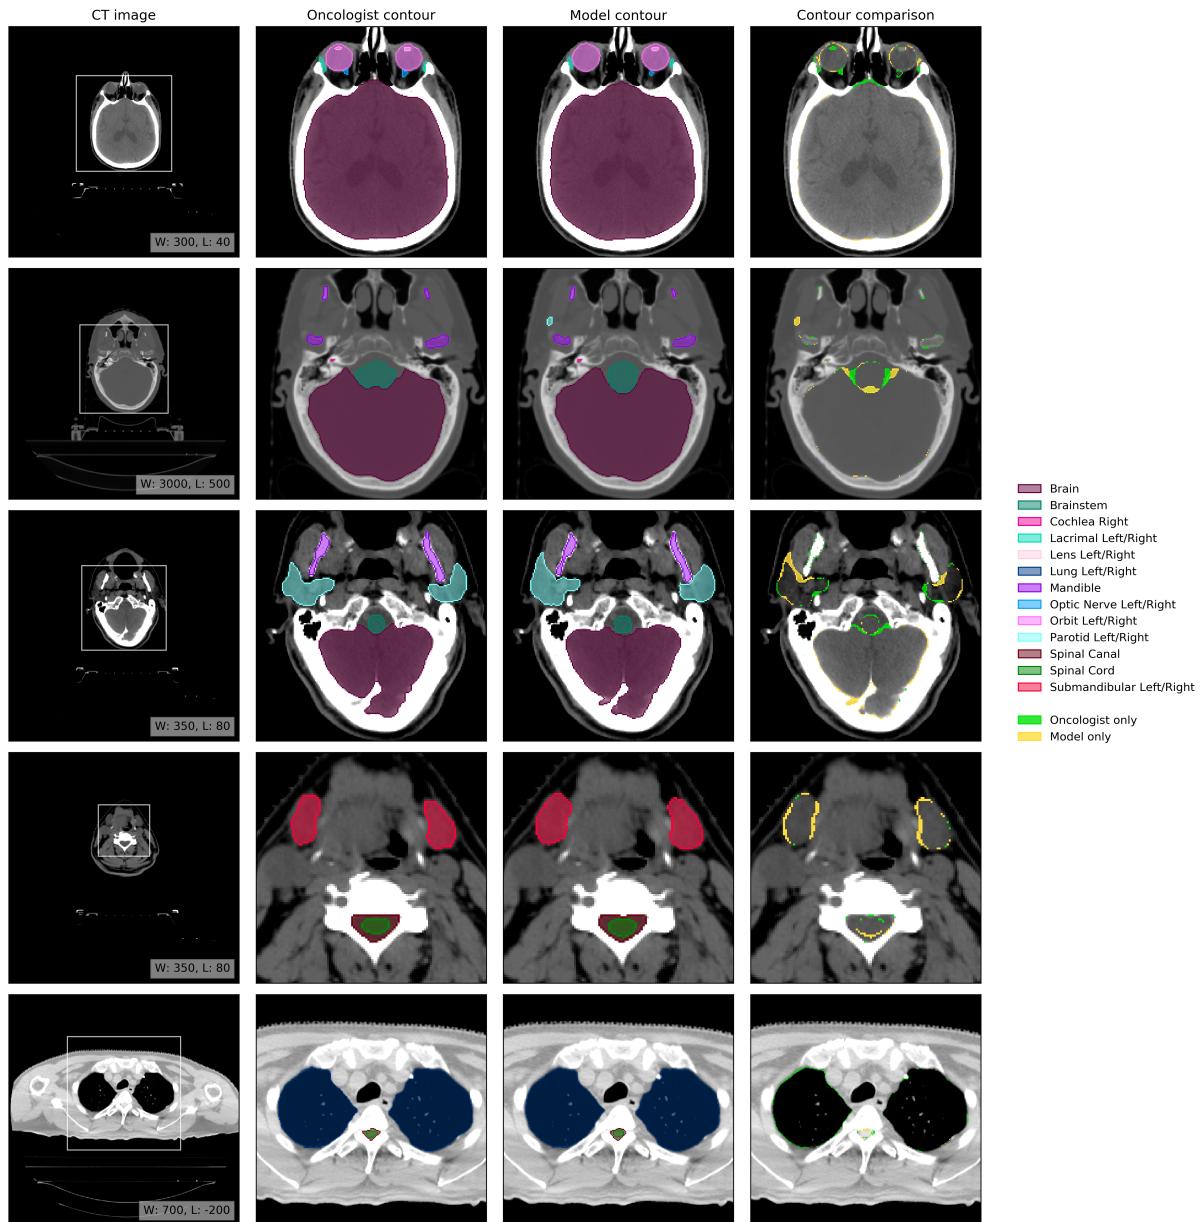 CT image
Oncologist contour
Model contour
Contour comparison
W: 300, L: 40
W: 3000, L: 500
W: 350, L: 80
W: 350, L: 80
W: 700, L: -200
Brain
Brainstem
Cochlea Right
Lacrimal Left/Right
Lens Left/Right
Lung Left/Right
Mandible
Optic Nerve Left/Right
Orbit Left/Right
Parotid Left/Right
Spinal Canal
Spinal Cord
Submandibular Left/Right
Oncologist only
Model only